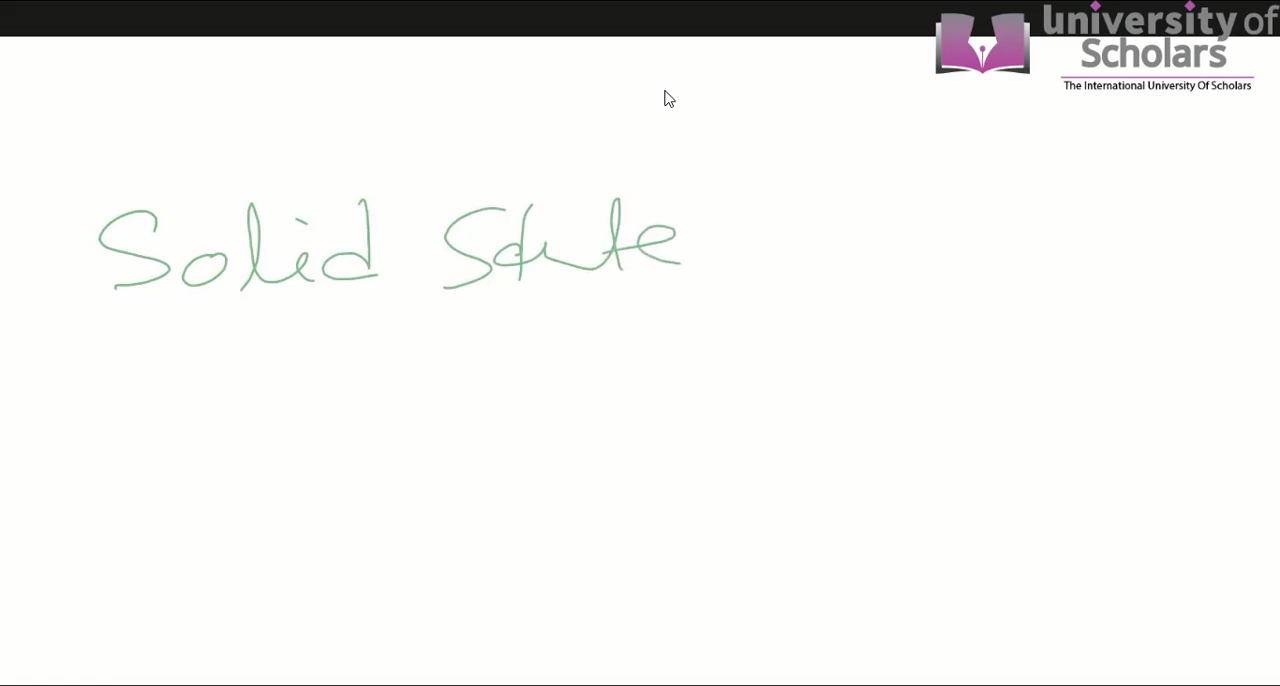 University of
Scholars
The International University Of Scholars
Solid State